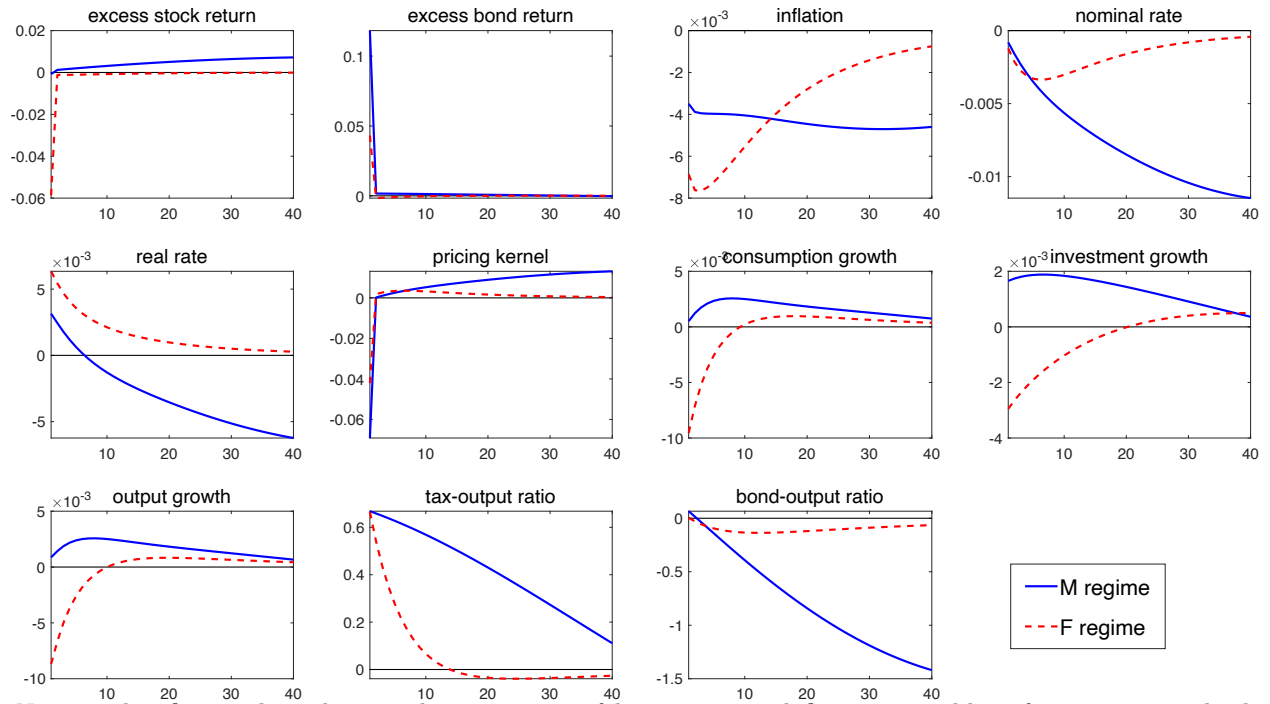 excess stock return
0.02
0
-0.02
-0.04
-0.06
10 20 30 40
excess bond return
0.1
0.05
0
10 20 30 40
inflation
×10-3
0
-2
-4
-6
-8
10 20 30 40
nominal rate
0
-0.005
-0.01
10 20 30 40
real rate
×10-3
5
0
-5
10 20 30 40
pricing kernel
0
-0.02
-0.04
-0.06
10 20 30 40
consumption growth
×10-3
5
0
-5
-10
10 20 30 40
investment growth
×10-3
2
0
-2
-4
10 20 30 40
output growth
×10-3
5
0
-5
-10
10 20 30 40
tax-output ratio
0.6
0.4
0.2
0
10 20 30 40
bond-output ratio
0
-0.5
-1
-1.5
10 20 30 40
M regime
F regime